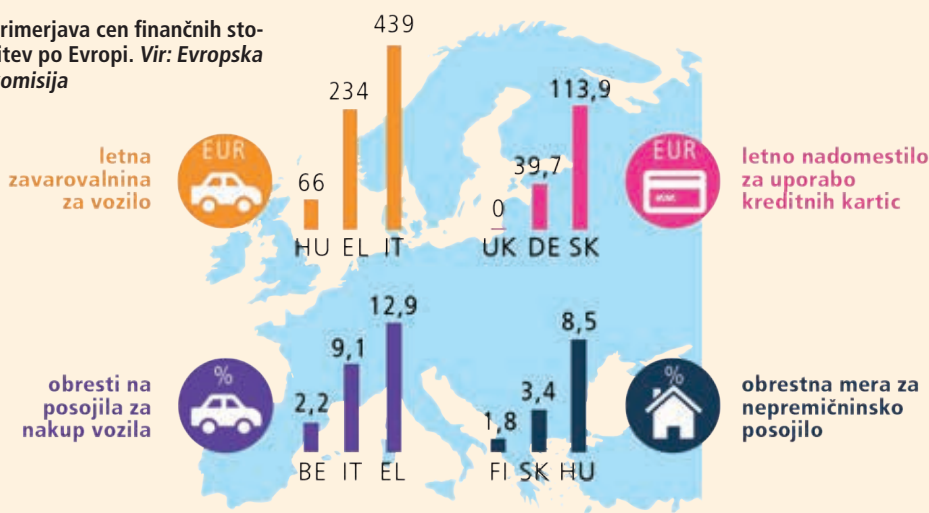 rimerjava cen finančnih sto-
itev po Evropi. Vir: Evropska
omisija
letna
zavarovalnina
za vozilo
EUR
66
234
439
HU EL IT
0
39,7
113,9
UK DE SK
EUR
letno nadomestilo
za uporabo
kreditnih kartic
obresti na
posojila za
nakup vozila
%
2,2
9,1
12,9
BE IT EL
1,8
3,4
8,5
FI SK HU
%
obrestna mera za
nepremičninsko
posojilo